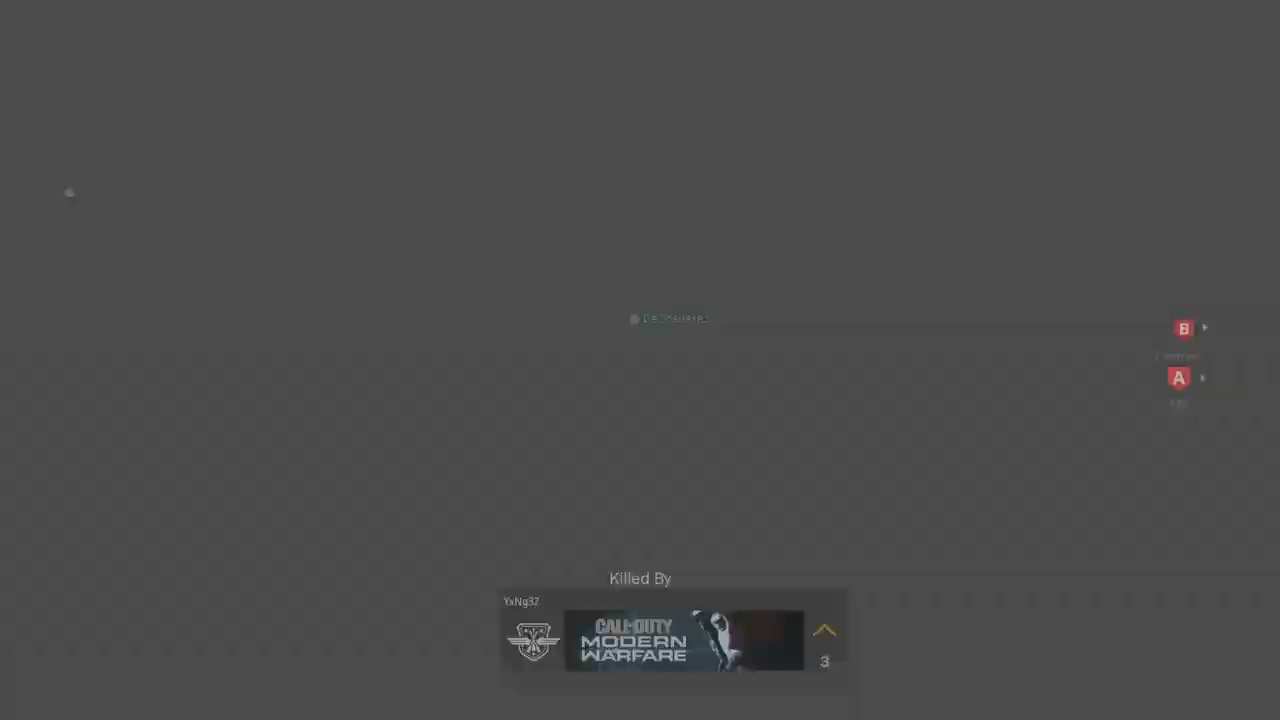 B
A
Killed By
YxNg32
CALL OF DUTY
MODERN
WARFARE
3